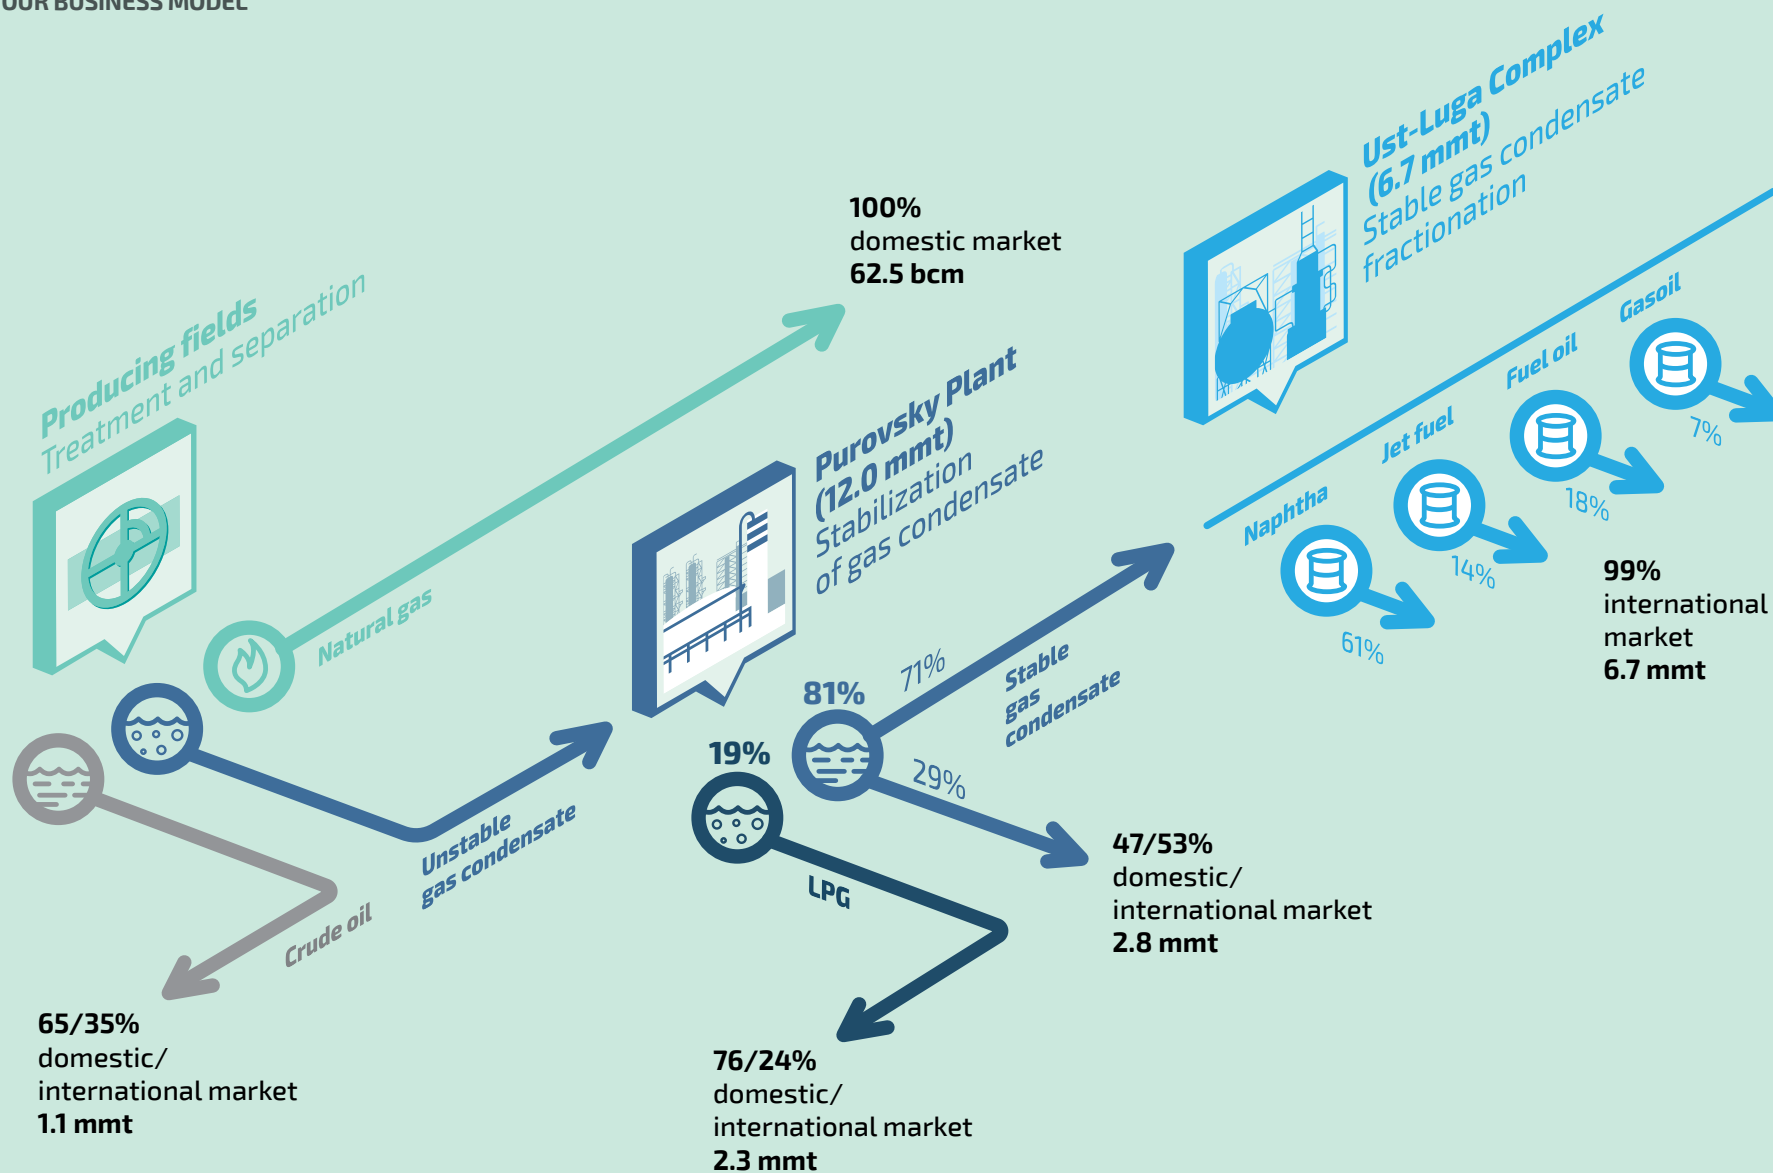 OUR BUSINESS MODEL
Producing fields
Treatment and separation
Natural gas
100%
domestic market
62.5 bcm
Unstable
gas condensate
Crude oil
65/35%
domestic/
international market
1.1 mmt
Purovsky Plant
(12.0 mmt)
Stabilization
of gas condensate
81%
71%
Stable
gas
condensate
29%
47/53%
domestic/
international market
2.8 mmt
19%
LPG
76/24%
domestic/
international market
2.3 mmt
Ust-Luga Complex
(6.7 mmt)
Stable gas condensate
fractionation
Naphtha
61%
Jet fuel
14%
Fuel oil
18%
Gasoil
7%
99%
international
market
6.7 mmt